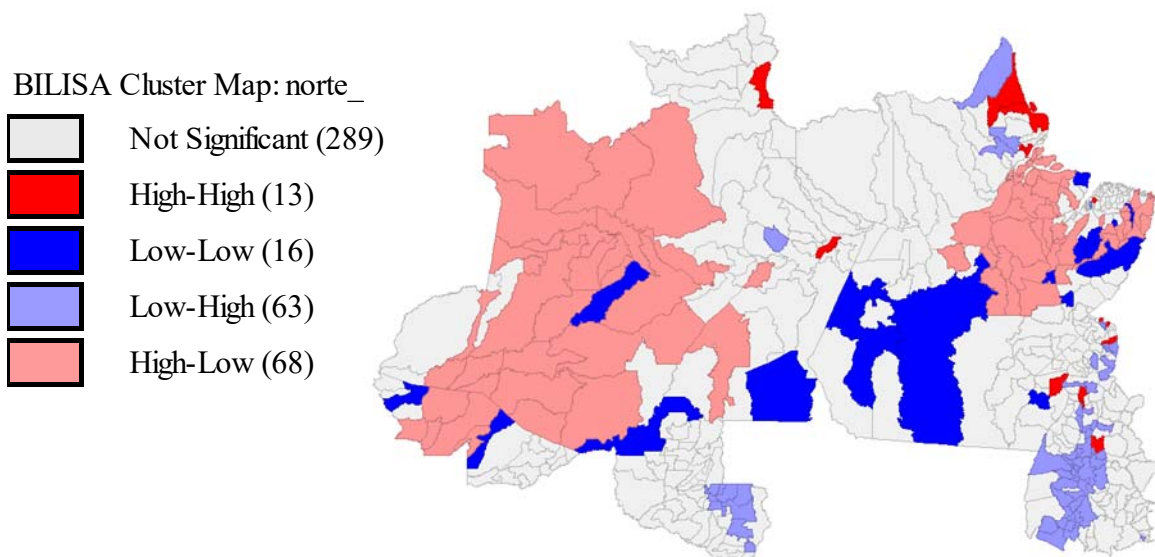 BILISA Cluster Map: norte_
Not Significant (289)
High-High (13)
Low-Low (16)
Low-High (63)
High-Low (68)